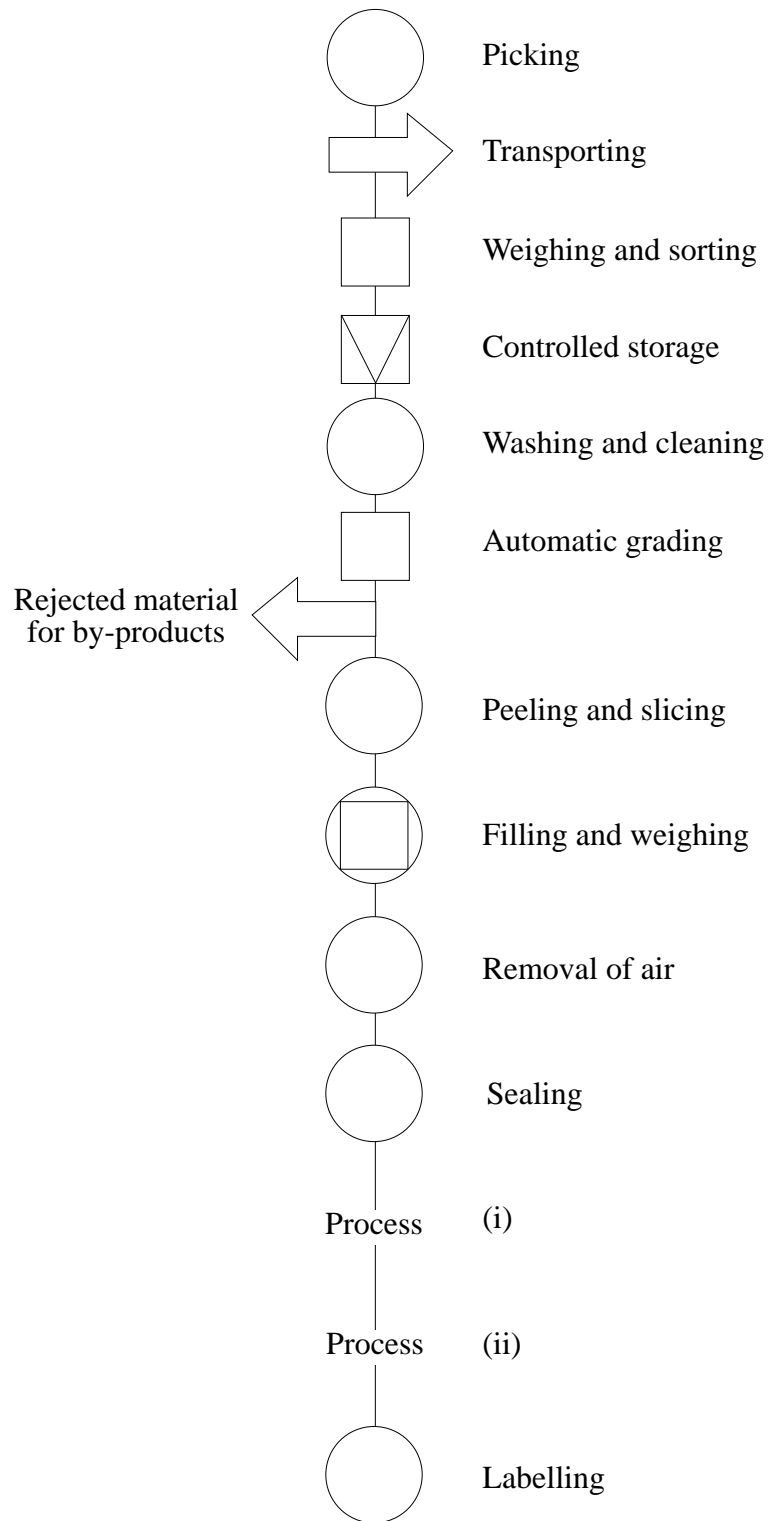 Picking
Transporting
Weighing and sorting
Controlled storage
Washing and cleaning
Automatic grading
Rejected material
for by-products
Peeling and slicing
Filling and weighing
Removal of air
Sealing
Process (i)
Process (ii)
Labelling